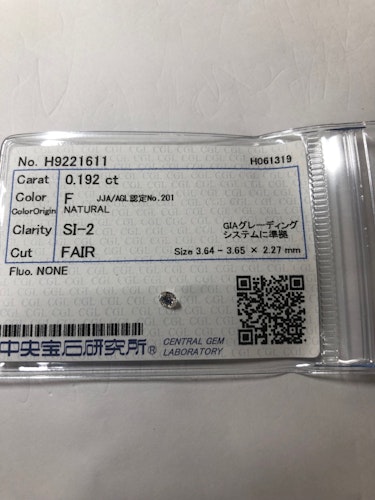 No. H9221611 H061319
Carat 0.192 ct
Color F JJA/AGL認定No.201
ColorOrigin NATURAL
Clarity SI-2 GIAグレーディング
システムに準拠
Cut FAIR Size 3.64 - 3.65 × 2.27 mm
Fluo. NONE
中央宝石研究所® CENTRAL GEM
LABORATORY